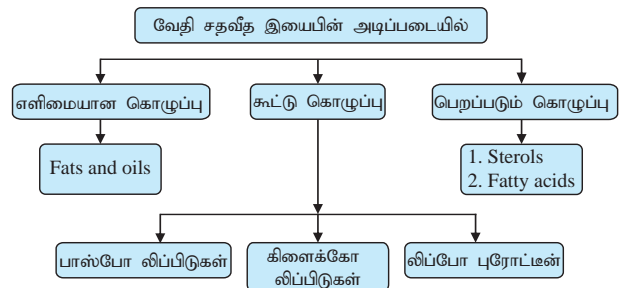 வேதி சதவீத இயைபின் அடிப்படையில்
எளிமையான கொழுப்பு
கூட்டு கொழுப்பு
பெறப்படும் கொழுப்பு
Fats and oils
1. Sterols
2. Fatty acids
பாஸ்போ லிப்பிடுகள்
கிளைக்கோ
லிப்பிடுகள்
லிப்போ புரோட்டீன்